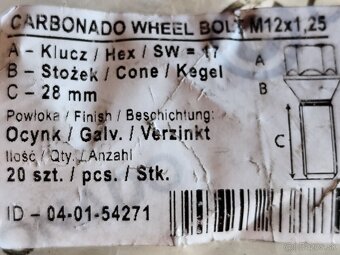 CARBONADO WHEEL BOLT M12x1,25
A - Klucz / Hex / SW = 17
B - Stożek / Cone / Kegel
C - 28 mm
Powłoka / Finish / Beschichtung:
Ocynk / Galv. / Verzinkt
Ilość / Qty. / Anzahl
20 szt. / pcs. / Stk.
ID - 04-01-54271
A
B
C